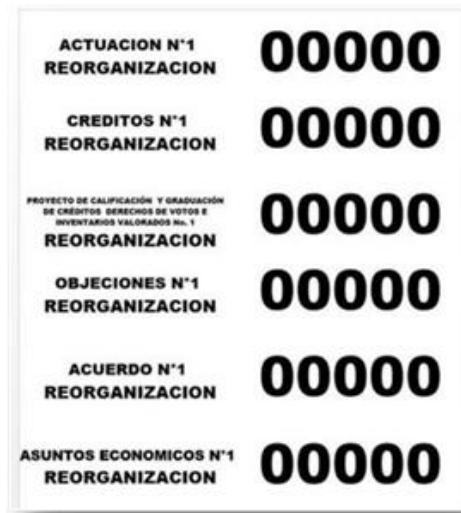 ACTUACION N°1
REORGANIZACION
00000
CREDITOS N°1
REORGANIZACION
00000
PROYECTO DE CALIFICACIÓN Y GRADUACIÓN
DE CRÉDITOS DERECHOS DE VOTOS E
INVENTARIOS VALORADOS No. 1
REORGANIZACION
00000
OBJECIONES N°1
REORGANIZACION
00000
ACUERDO N°1
REORGANIZACION
00000
ASUNTOS ECONOMICOS N°1
REORGANIZACION
00000